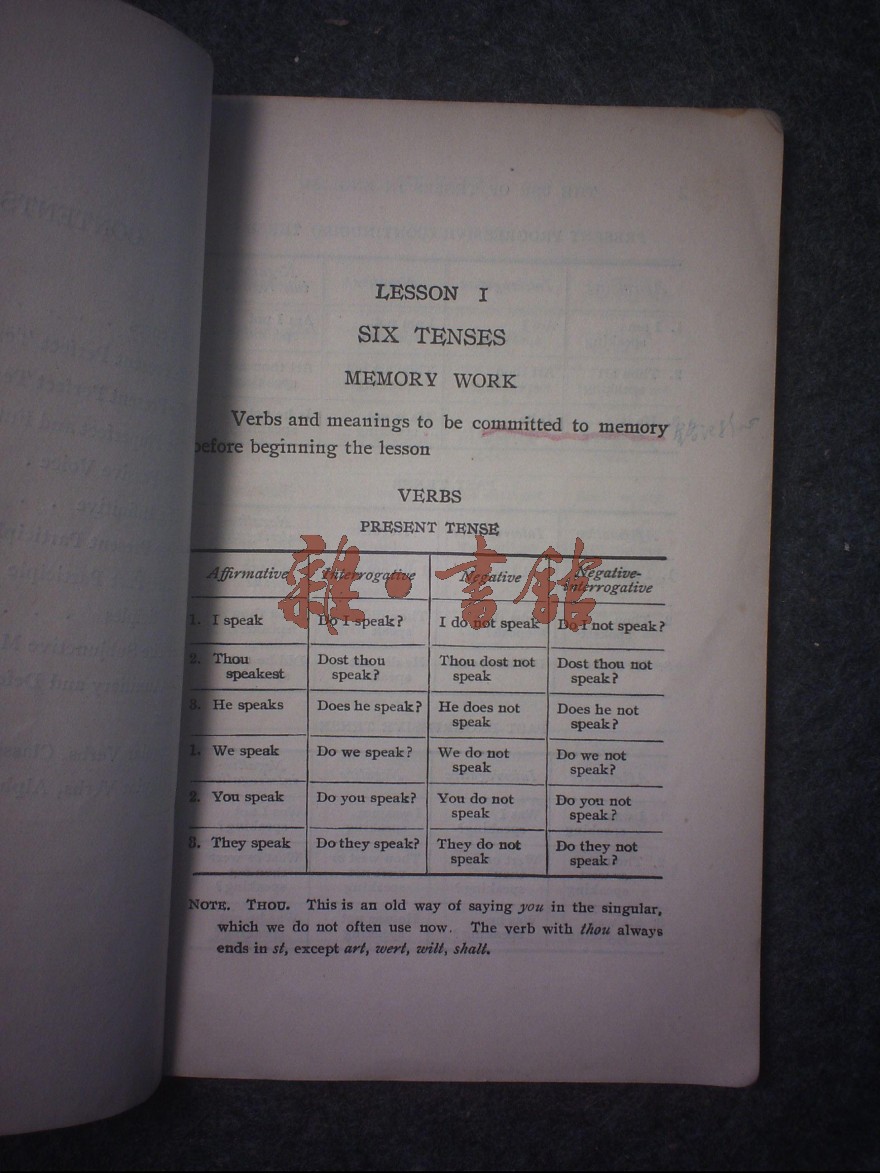 LESSON I
SIX TENSES
MEMORY WORK
Verbs and meanings to be committed to memory
before beginning the lesson
VERBS
PRESENT TENSE
Affirmative Interrogative Negative Negative-
interrogative
1. I speak Do I speak? I do not speak Do I not speak?
2. Thou Dost thou Thou dost not Dost thou not
speakest speak? speak speak?
3. He speaks Does he speak? He does not Does he not
speak speak?
1. We speak Do we speak? We do not Do we not
speak speak?
2. You speak Do you speak? You do not Do you not
speak speak?
3. They speak Do they speak? They do not Do they not
speak speak?
NOTE. THOU. This is an old way of saying you in the singular,
which we do not often use now. The verb with thou always
ends in st, except art, wert, wilt, shalt.
雜·書館